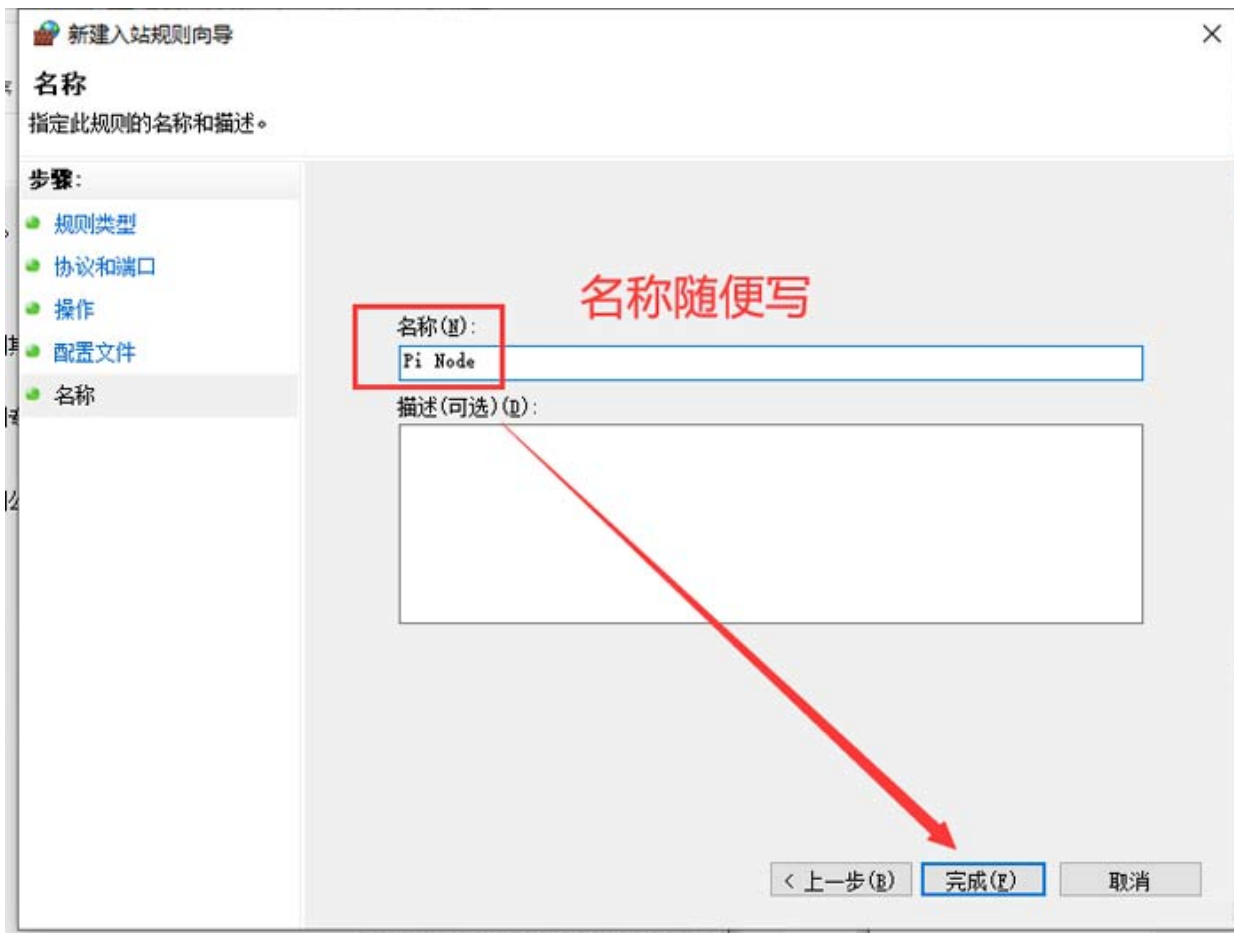 新建入站规则向导
名称
指定此规则的名称和描述。
步骤:
规则类型
协议和端口
操作
配置文件
名称
名称随便写
名称(N):
Pi Node
描述(可选)(D):
< 上一步(B)
完成(F)
取消